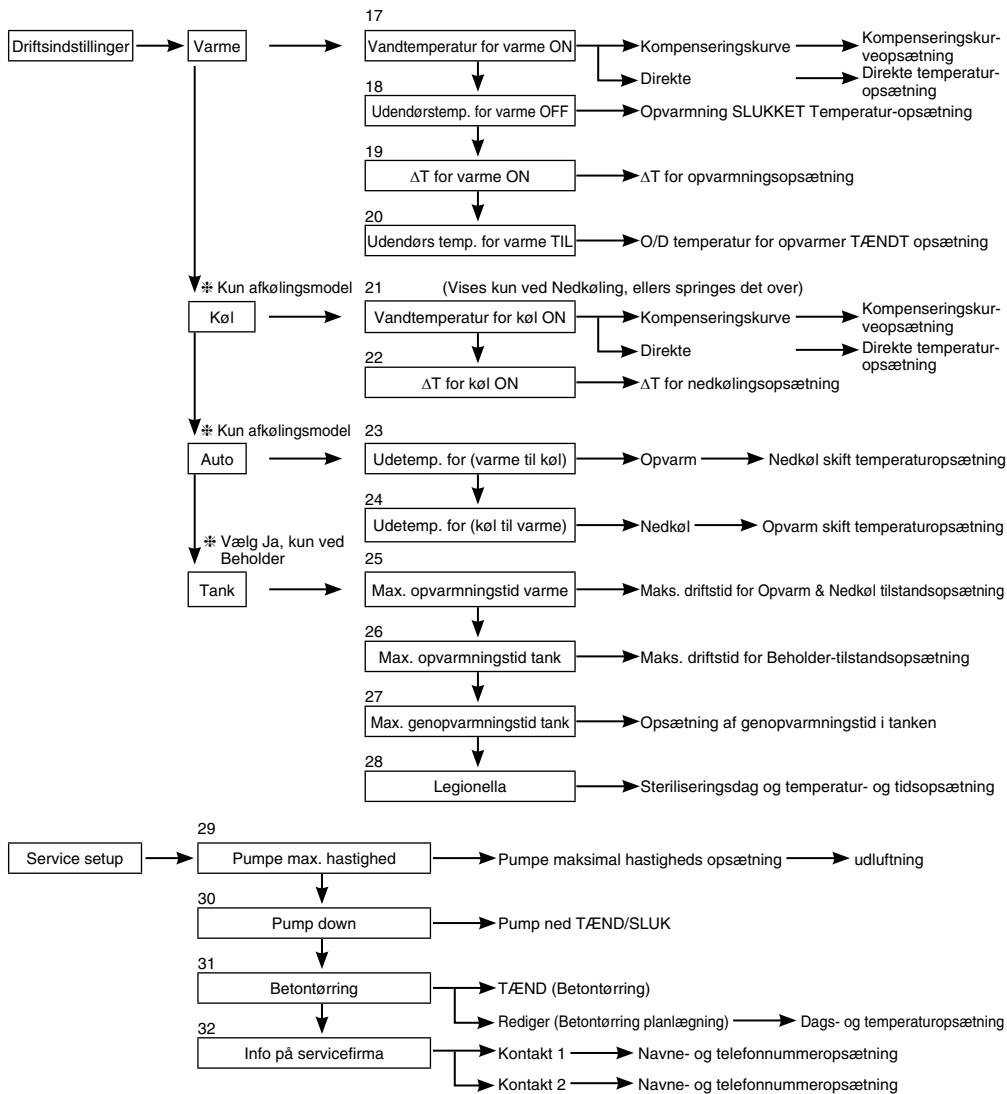 17
Driftsindstillinger
Varme
Vandtemperatur for varme ON
Kompenseringskurve
Kompenseringskur-
veopsætning
Direkte
Direkte temperatur-
opsætning
18
Udendørstemp. for varme OFF
Opvarmning SLUKKET Temperatur-opsætning
19
ΔT for varme ON
ΔT for opvarmningsopsætning
20
Udendørs temp. for varme TIL
O/D temperatur for opvarmer TÆNDT opsætning
❉ Kun afkølingsmodel
21
(Vises kun ved Nedkøling, ellers springes det over)
Køl
Vandtemperatur for køl ON
Kompenseringskurve
Kompenseringskur-
veopsætning
Direkte
Direkte temperatur-
opsætning
22
ΔT for køl ON
ΔT for nedkølingsopsætning
❉ Kun afkølingsmodel
23
Auto
Udetemp. for (varme til køl)
Opvarm
Nedkøl skift temperaturopsætning
24
Udetemp. for (køl til varme)
Nedkøl
Opvarm skift temperaturopsætning
❉ Vælg Ja, kun ved
Beholder
25
Tank
Max. opvarmningstid varme
Maks. driftstid for Opvarm & Nedkøl tilstandsopsætning
26
Max. opvarmningstid tank
Maks. driftstid for Beholder-tilstandsopsætning
27
Max. genopvarmningstid tank
Opsætning af genopvarmningstid i tanken
28
Legionella
Steriliseringsdag og temperatur- og tidsopsætning
29
Service setup
Pumpe max. hastighed
Pumpe maksimal hastigheds opsætning
udluftning
30
Pump down
Pump ned TÆND/SLUK
31
Betontørring
TÆND (Betontørring)
Rediger (Betontørring planlægning)
Dags- og temperaturopsætning
32
Info på servicefirma
Kontakt 1
Navne- og telefonnummeropsætning
Kontakt 2
Navne- og telefonnummeropsætning